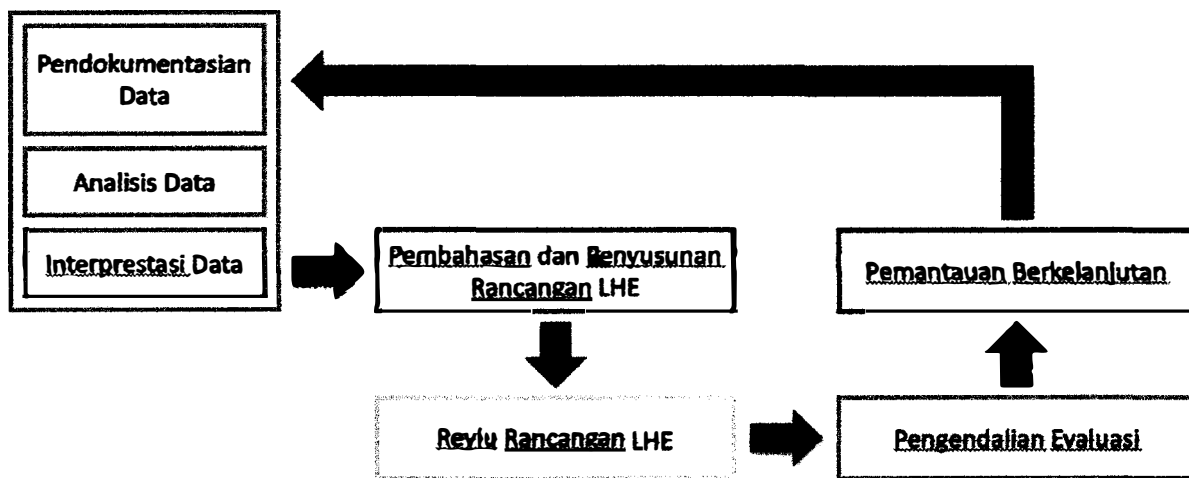 Pendokumentasian
Data
Analisis Data
Interprestasi Data
Pembahasan dan Penyusunan
Rancangan LHE
Pemantauan Berkelanjutan
Reviu Rancangan LHE
Pengendalian Evaluasi